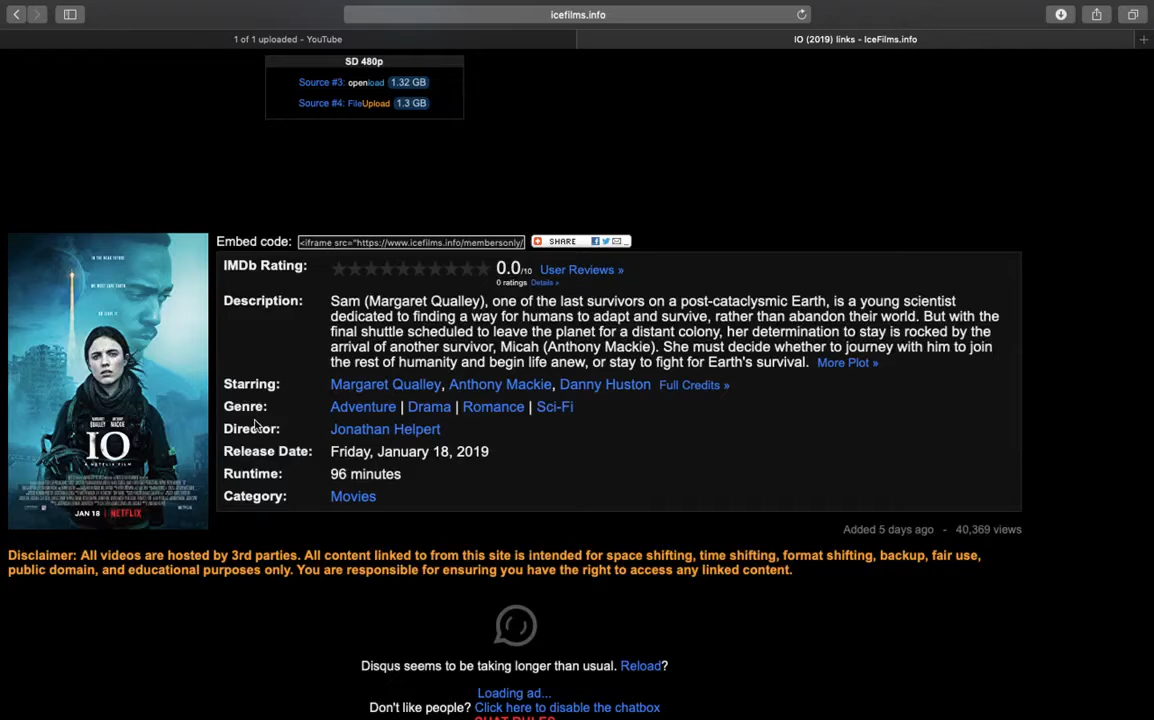 icefilms.info
1 of 1 uploaded - YouTube
IO (2019) links - IceFilms.info
SD 480p
Source #3: openload 1.32 GB
Source #4: FileUpload 1.3 GB
Embed code: <iframe src="https://www.icefilms.info/membersonly/ SHARE
IMDb Rating: 0.0/10 User Reviews »
0 ratings Details »
Description: Sam (Margaret Qualley), one of the last survivors on a post-cataclysmic Earth, is a young scientist
dedicated to finding a way for humans to adapt and survive, rather than abandon their world. But with the
final shuttle scheduled to leave the planet for a distant colony, her determination to stay is rocked by the
arrival of another survivor, Micah (Anthony Mackie). She must decide whether to journey with him to join
the rest of humanity and begin life anew, or stay to fight for Earth's survival. More Plot »
Starring: Margaret Qualley, Anthony Mackie, Danny Huston Full Credits »
Genre: Adventure | Drama | Romance | Sci-Fi
Director: Jonathan Helpert
Release Date: Friday, January 18, 2019
Runtime: 96 minutes
Category: Movies
MARGARET QUALLEY
ANTHONY MACKIE
IO
A NETFLIX FILM
JAN 18 | NETFLIX
Added 5 days ago - 40,369 views
Disclaimer: All videos are hosted by 3rd parties. All content linked to from this site is intended for space shifting, time shifting, format shifting, backup, fair use,
public domain, and educational purposes only. You are responsible for ensuring you have the right to access any linked content.
Disqus seems to be taking longer than usual. Reload?
Loading ad...
Don't like people? Click here to disable the chatbox
CHAT RULES